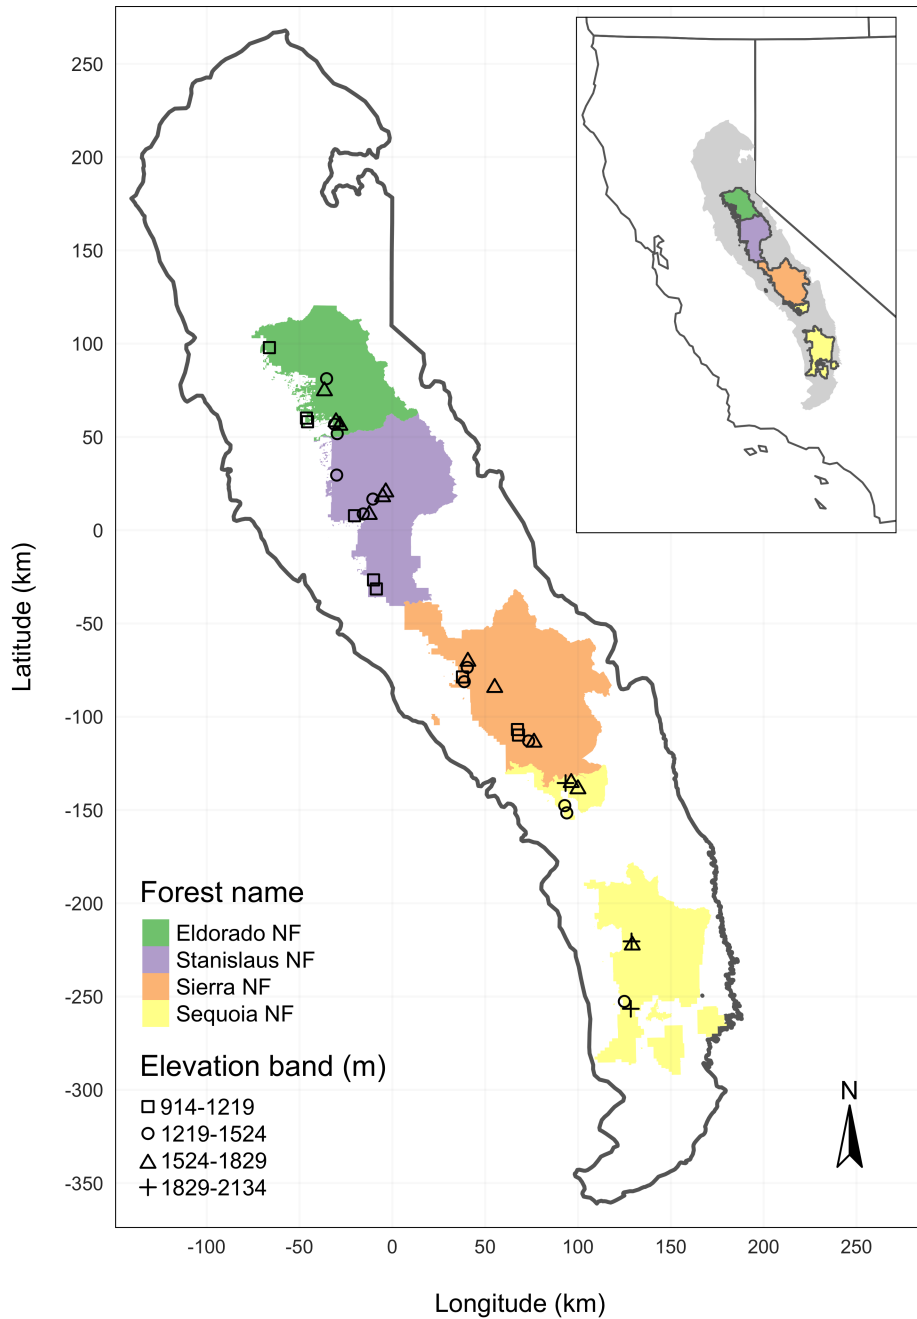 250
200
150
100
50
0
-50
-100
-150
-200
-250
-300
-350
Latitude (km)
Forest name
Eldorado NF
Stanislaus NF
Sierra NF
Sequoia NF
Elevation band (m)
914-1219
1219-1524
1524-1829
1829-2134
N
-100 -50 0 50 100 150 200 250
Longitude (km)